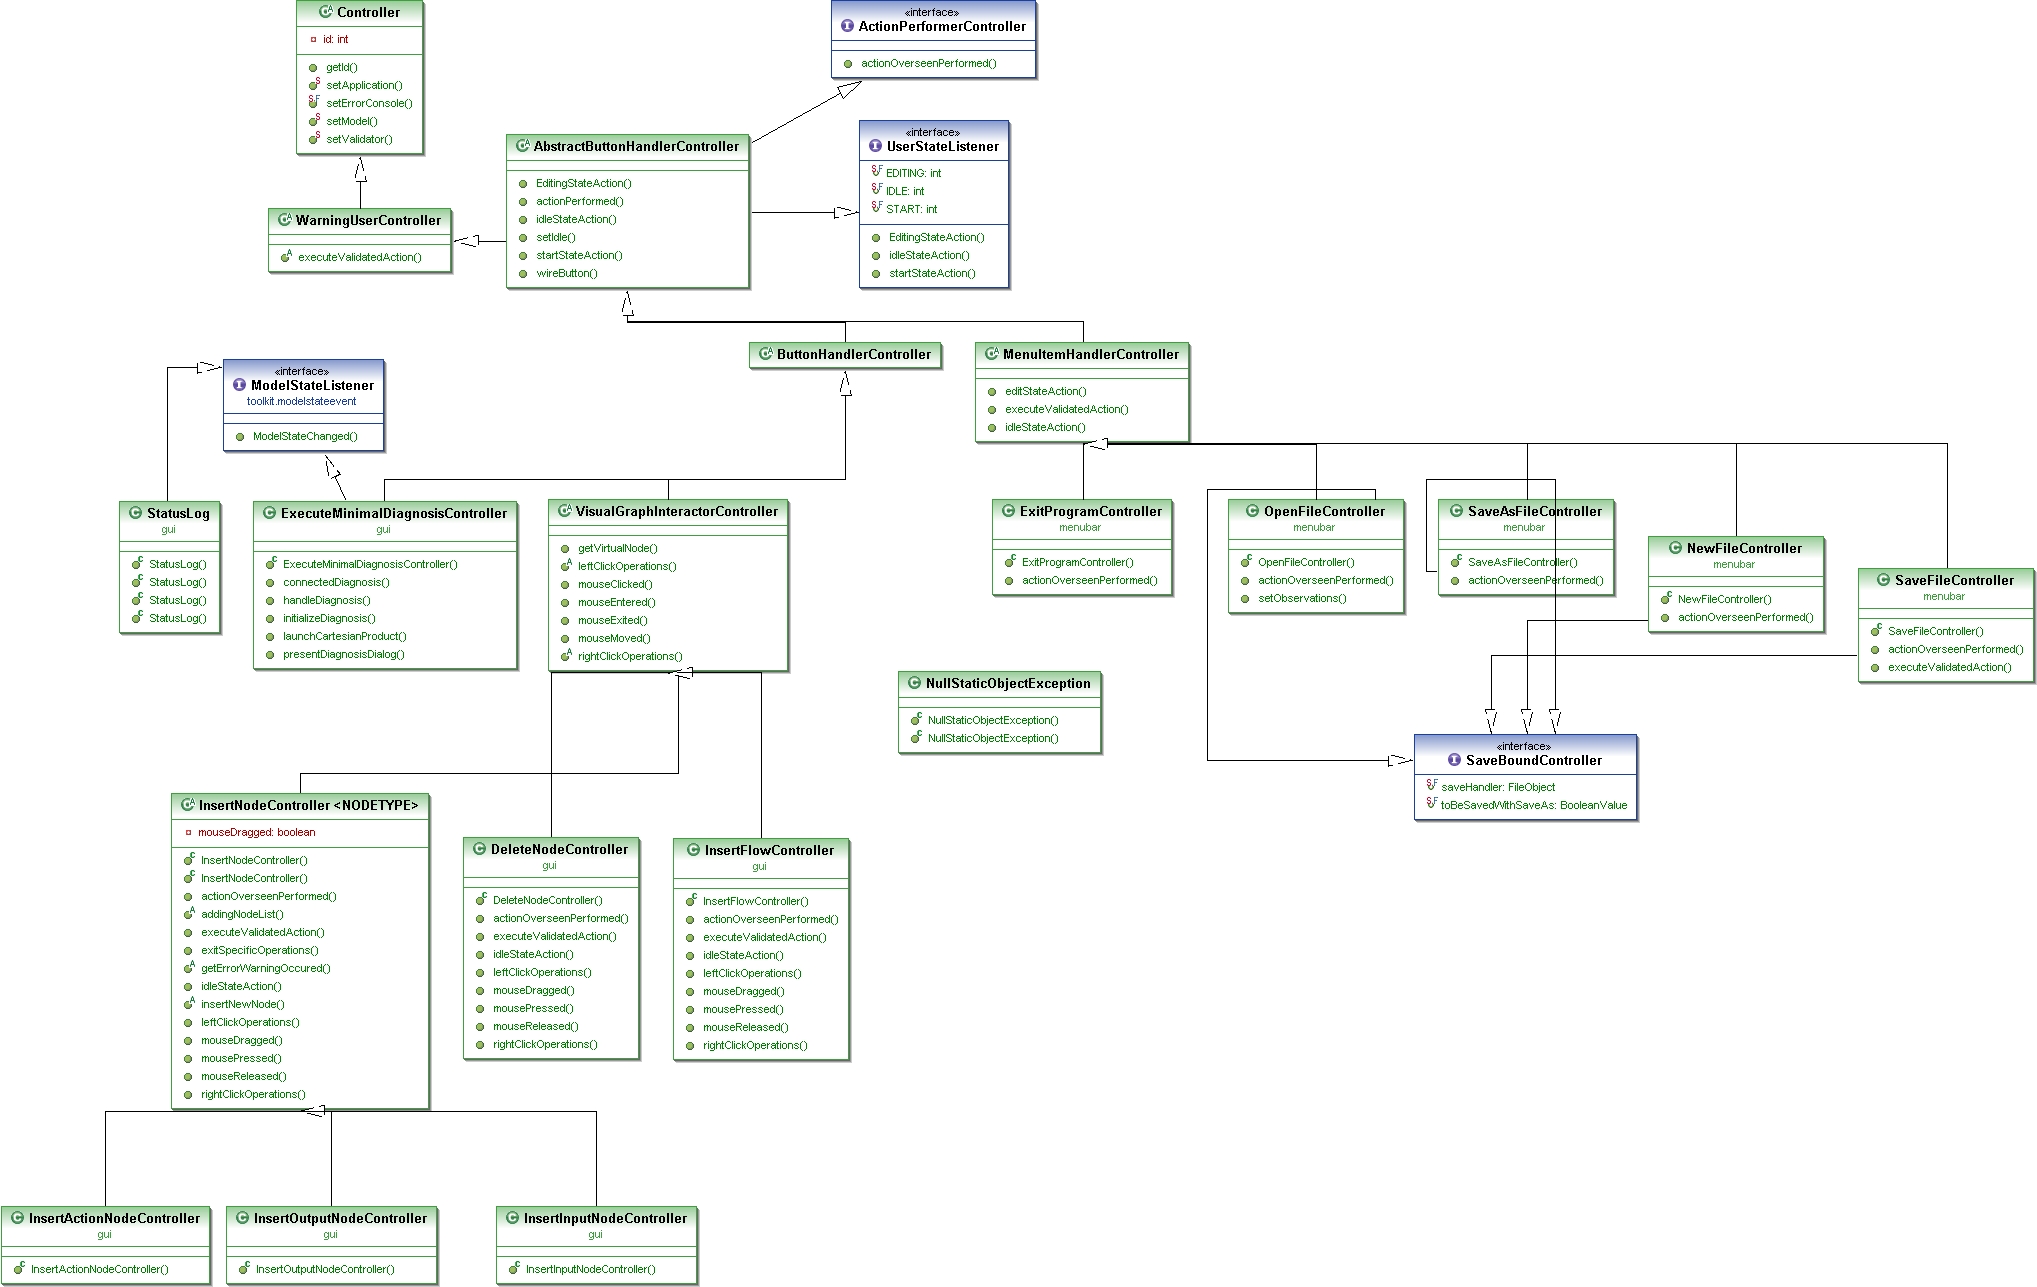 Controller
id: int
getId()
setApplication()
setErrorConsole()
setModel()
setValidator()
«interface»
ActionPerformerController
actionOverseenPerformed()
AbstractButtonHandlerController
EditingStateAction()
actionPerformed()
idleStateAction()
setIdle()
startStateAction()
wireButton()
«interface»
UserStateListener
EDITING: int
IDLE: int
START: int
EditingStateAction()
idleStateAction()
startStateAction()
WarningUserController
executeValidatedAction()
ButtonHandlerController
MenuItemHandlerController
editStateAction()
executeValidatedAction()
idleStateAction()
«interface»
ModelStateListener
toolkit.modelstateevent
ModelStateChanged()
StatusLog
gui
StatusLog()
StatusLog()
StatusLog()
StatusLog()
ExecuteMinimalDiagnosisController
gui
ExecuteMinimalDiagnosisController()
connectedDiagnosis()
handleDiagnosis()
initializeDiagnosis()
launchCartesianProduct()
presentDiagnosisDialog()
VisualGraphInteractorController
getVirtualNode()
leftClickOperations()
mouseClicked()
mouseEntered()
mouseExited()
mouseMoved()
rightClickOperations()
ExitProgramController
menubar
ExitProgramController()
actionOverseenPerformed()
OpenFileController
menubar
OpenFileController()
actionOverseenPerformed()
setObservations()
SaveAsFileController
menubar
SaveAsFileController()
actionOverseenPerformed()
NewFileController
menubar
NewFileController()
actionOverseenPerformed()
SaveFileController
menubar
SaveFileController()
actionOverseenPerformed()
executeValidatedAction()
NullStaticObjectException
NullStaticObjectException()
NullStaticObjectException()
«interface»
SaveBoundController
saveHandler: FileObject
toBeSavedWithSaveAs: BooleanValue
InsertNodeController <NODETYPE>
mouseDragged: boolean
InsertNodeController()
InsertNodeController()
actionOverseenPerformed()
addingNodeList()
executeValidatedAction()
exitSpecificOperations()
getErrorWarningOccured()
idleStateAction()
insertNewNode()
leftClickOperations()
mouseDragged()
mousePressed()
mouseReleased()
rightClickOperations()
DeleteNodeController
gui
DeleteNodeController()
actionOverseenPerformed()
executeValidatedAction()
idleStateAction()
leftClickOperations()
mouseDragged()
mousePressed()
mouseReleased()
rightClickOperations()
InsertFlowController
gui
InsertFlowController()
actionOverseenPerformed()
executeValidatedAction()
idleStateAction()
leftClickOperations()
mouseDragged()
mousePressed()
mouseReleased()
rightClickOperations()
InsertActionNodeController
gui
InsertActionNodeController()
InsertOutputNodeController
gui
InsertOutputNodeController()
InsertInputNodeController
gui
InsertInputNodeController()